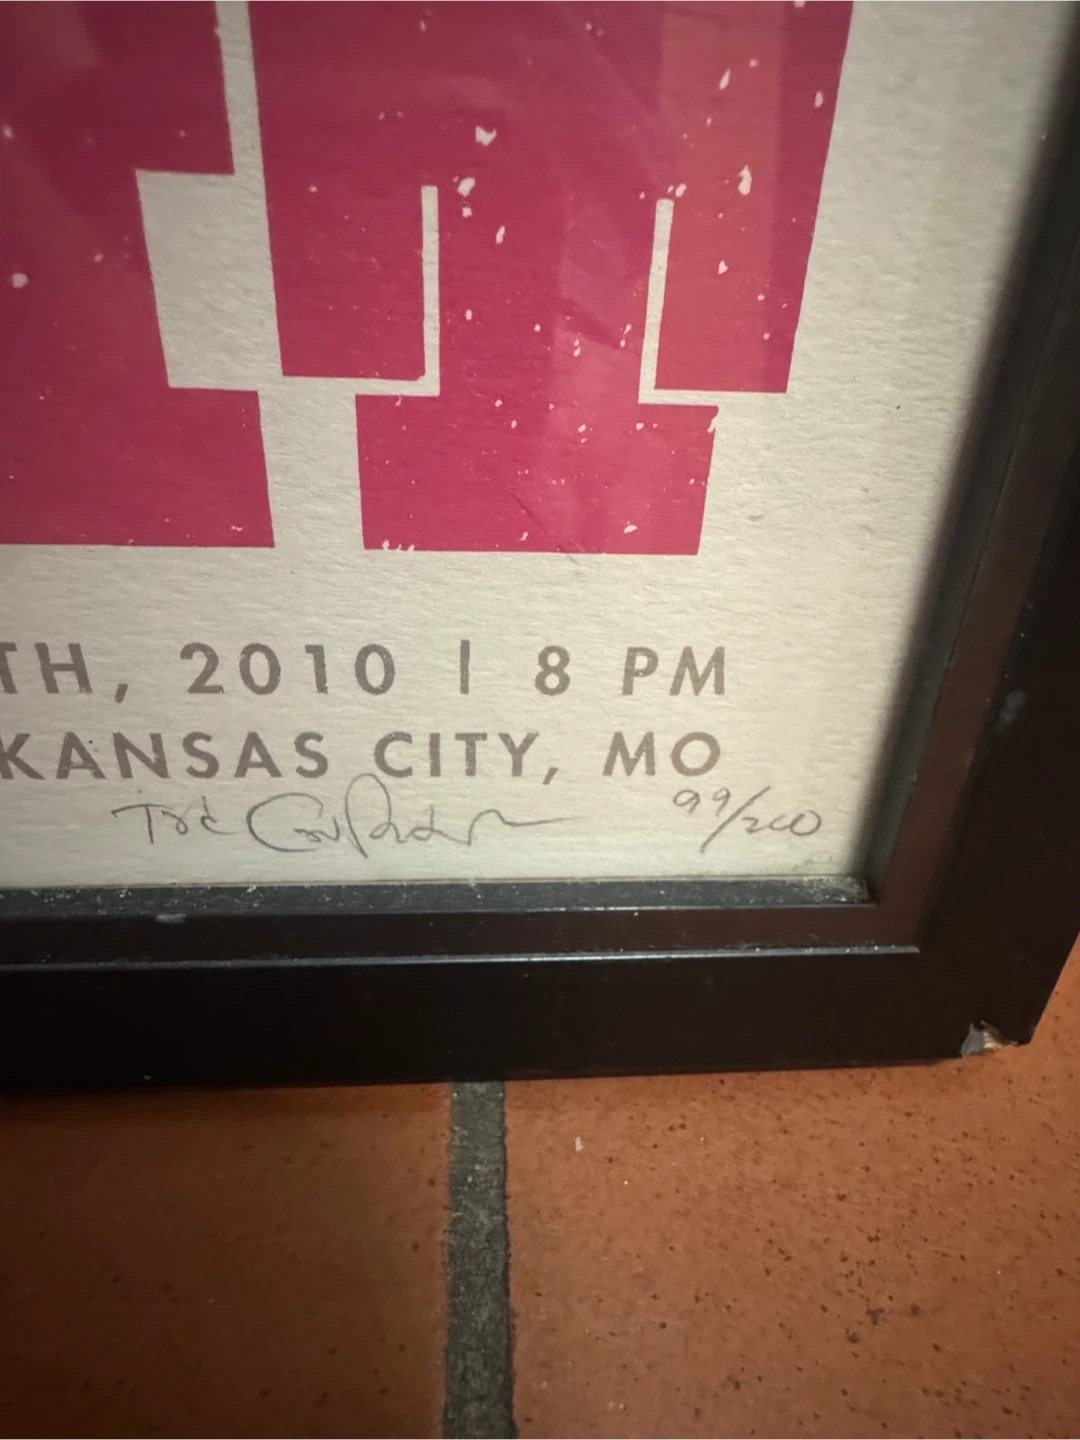 TH, 2010 | 8 PM
KANSAS CITY, MO
99/200